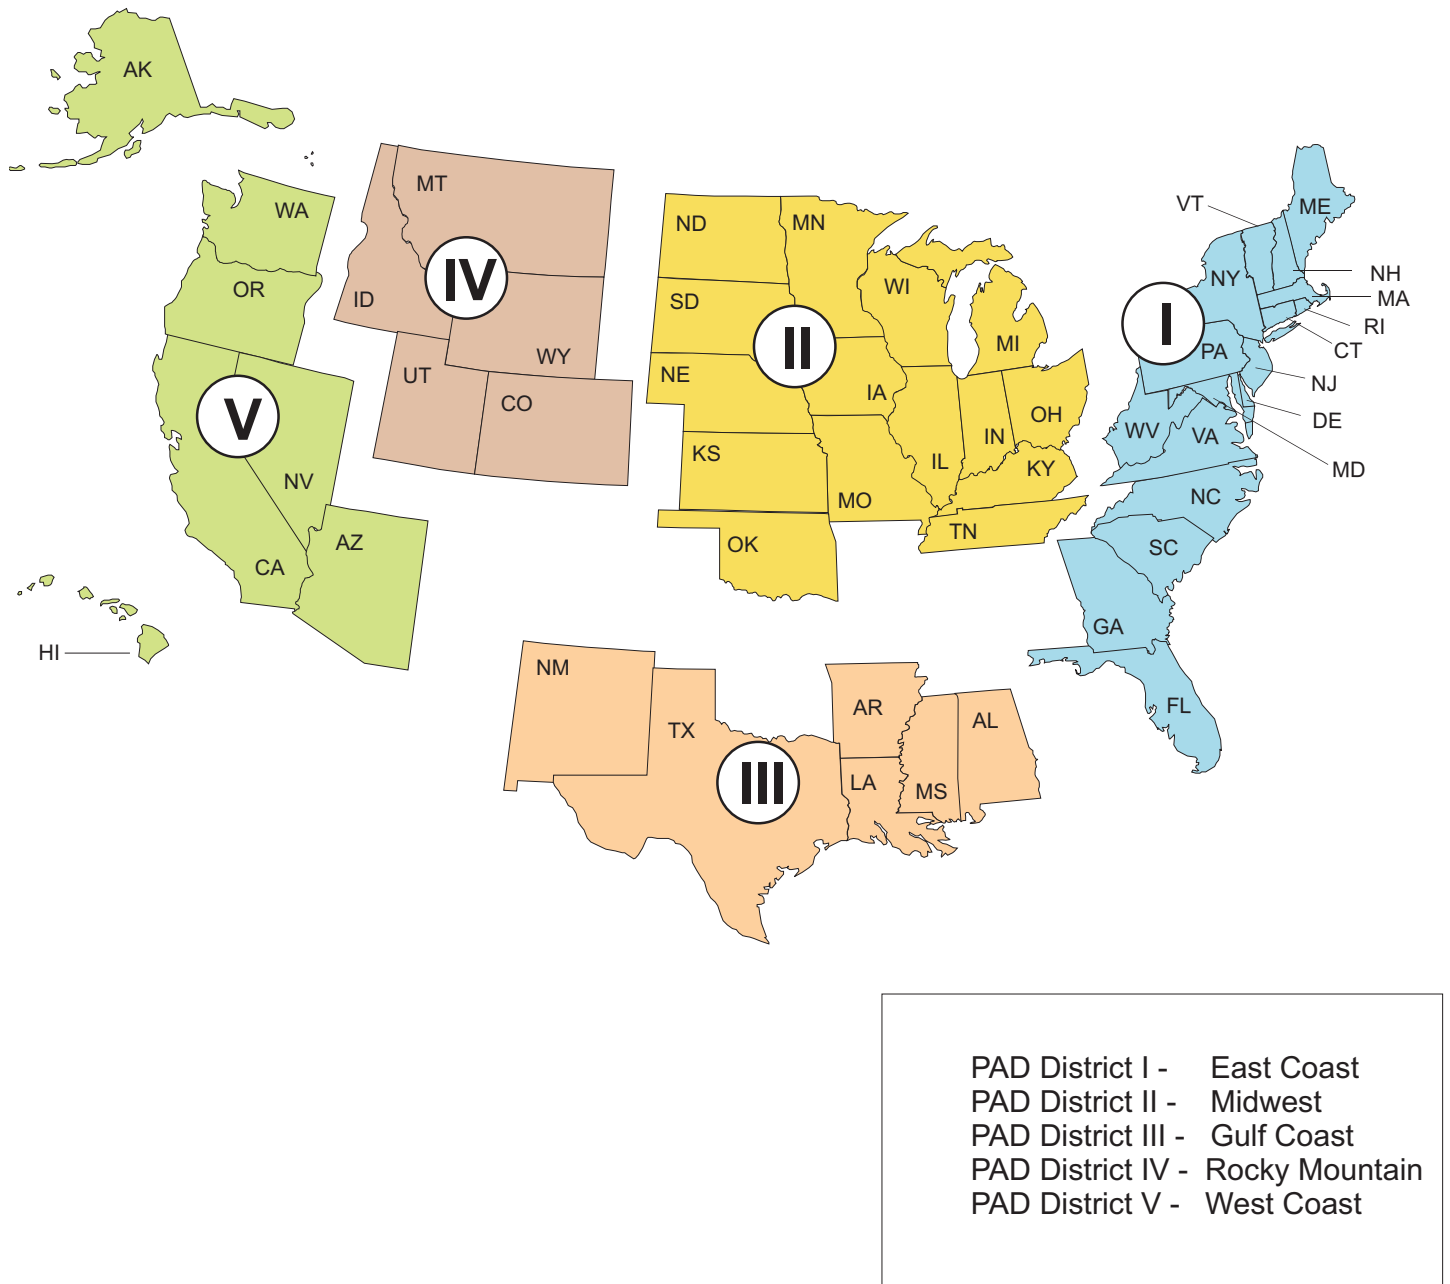 AK
WA
OR
V
NV
CA
AZ
HI
MT
IV
ID
WY
UT
CO
ND
MN
SD
WI
II
MI
NE
IA
OH
IN
KS
IL
KY
MO
TN
OK
NM
TX
AR
AL
III
LA
MS
VT
ME
NY
NH
MA
I
RI
CT
PA
NJ
DE
WV
VA
MD
NC
SC
GA
FL
PAD District I - East Coast
PAD District II - Midwest
PAD District III - Gulf Coast
PAD District IV - Rocky Mountain
PAD District V - West Coast